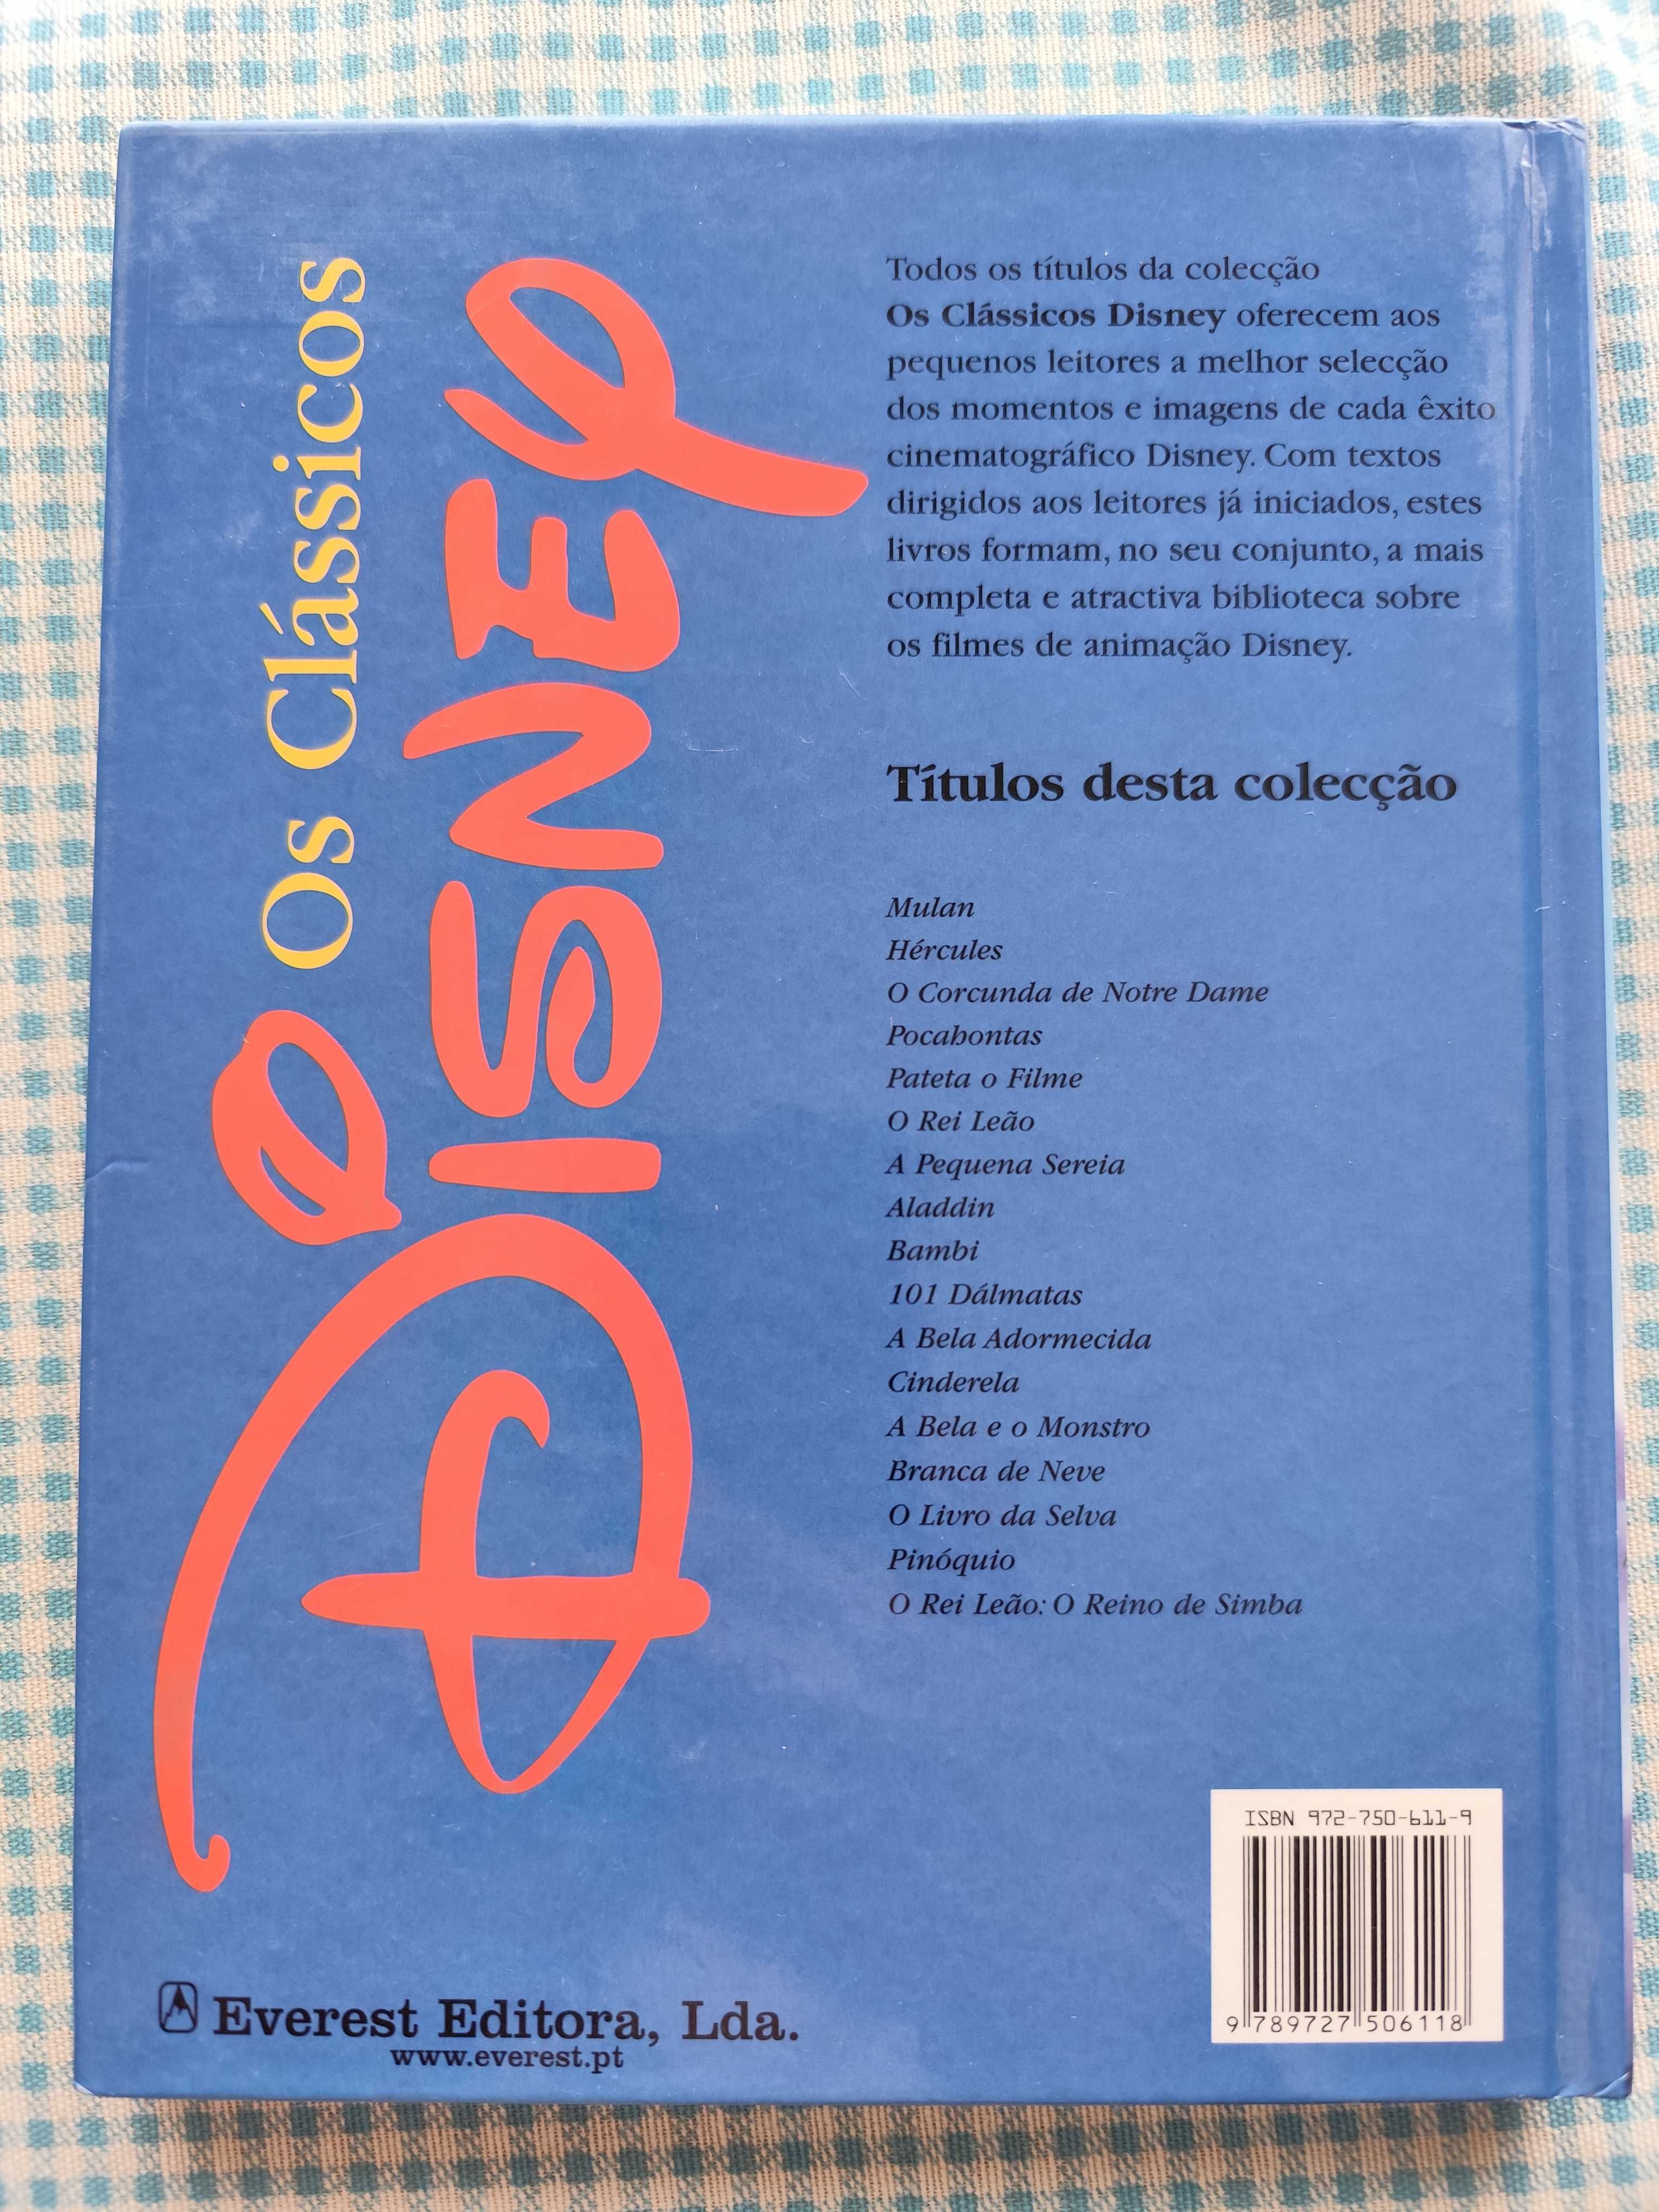 Os Clássicos
DISNEY
Todos os títulos da colecção
Os Clássicos Disney oferecem aos
pequenos leitores a melhor selecção
dos momentos e imagens de cada êxito
cinematográfico Disney. Com textos
dirigidos aos leitores já iniciados, estes
livros formam, no seu conjunto, a mais
completa e atractiva biblioteca sobre
os filmes de animação Disney.
Títulos desta colecção
Mulan
Hércules
O Corcunda de Notre Dame
Pocahontas
Pateta o Filme
O Rei Leão
A Pequena Sereia
Aladdin
Bambi
101 Dálmatas
A Bela Adormecida
Cinderela
A Bela e o Monstro
Branca de Neve
O Livro da Selva
Pinóquio
O Rei Leão: O Reino de Simba
ISBN 972-750-611-9
9 789727 506118
Everest Editora, Lda.
www.everest.pt